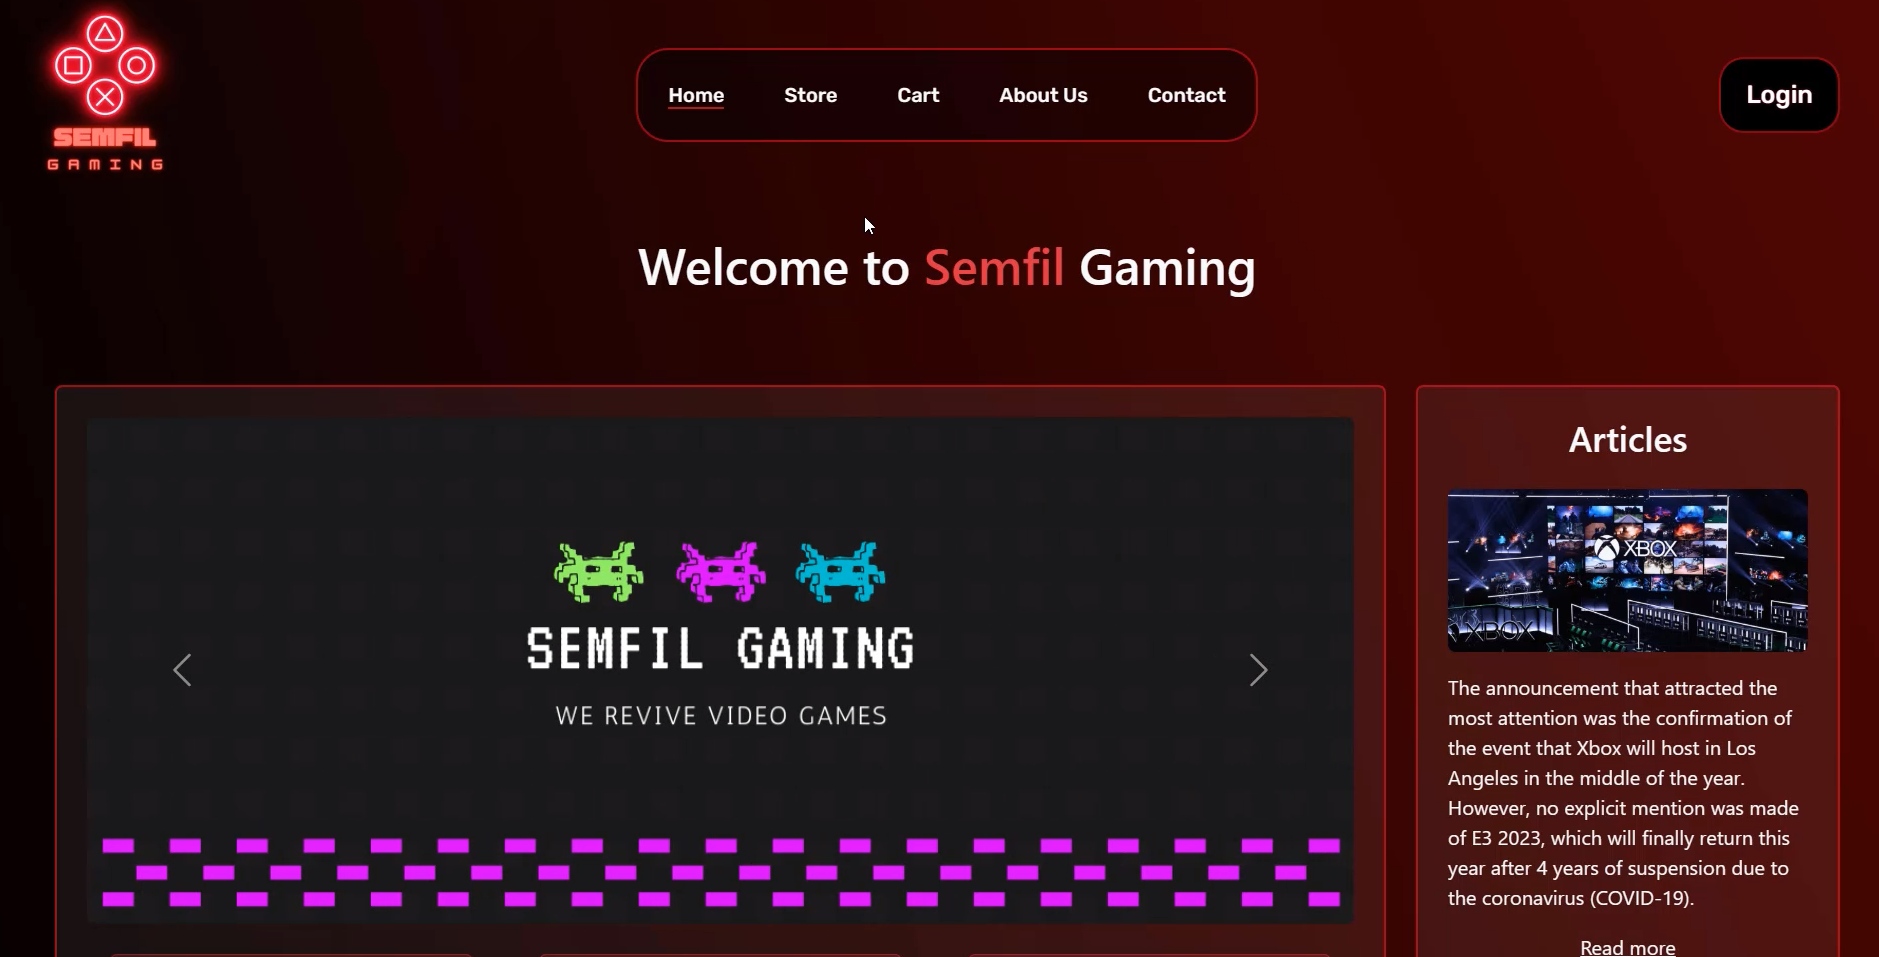 SEMFIL
GAMING
Home
Store
Cart
About Us
Contact
Login
Welcome to Semfil Gaming
SEMFIL GAMING
WE REVIVE VIDEO GAMES
Articles
XBOX
XBOX
The announcement that attracted the
most attention was the confirmation of
the event that Xbox will host in Los
Angeles in the middle of the year.
However, no explicit mention was made
of E3 2023, which will finally return this
year after 4 years of suspension due to
the coronavirus (COVID-19).
Read more